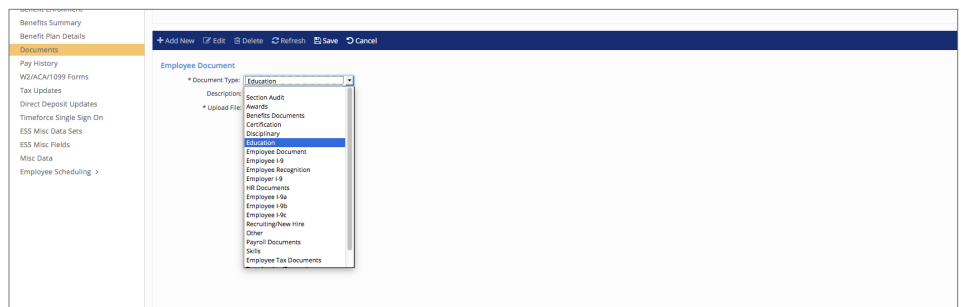 Benefits Summary
Benefit Plan Details
Documents
Pay History
W2/ACA/1099 Forms
Tax Updates
Direct Deposit Updates
Timeforce Single Sign On
ESS Misc Data Sets
ESS Misc Fields
Misc Data
Employee Scheduling >
+ Add New Edit Delete Refresh Save Cancel
Employee Document
* Document Type: Education
Description:
* Upload File:
Section Audit
Awards
Benefits Documents
Certification
Disciplinary
Education
Employee Document
Employee I-9
Employee Recognition
Employer I-9
HR Documents
Employee I-9a
Employee I-9b
Employee I-9c
Recruiting/New Hire
Other
Payroll Documents
Skills
Employee Tax Documents